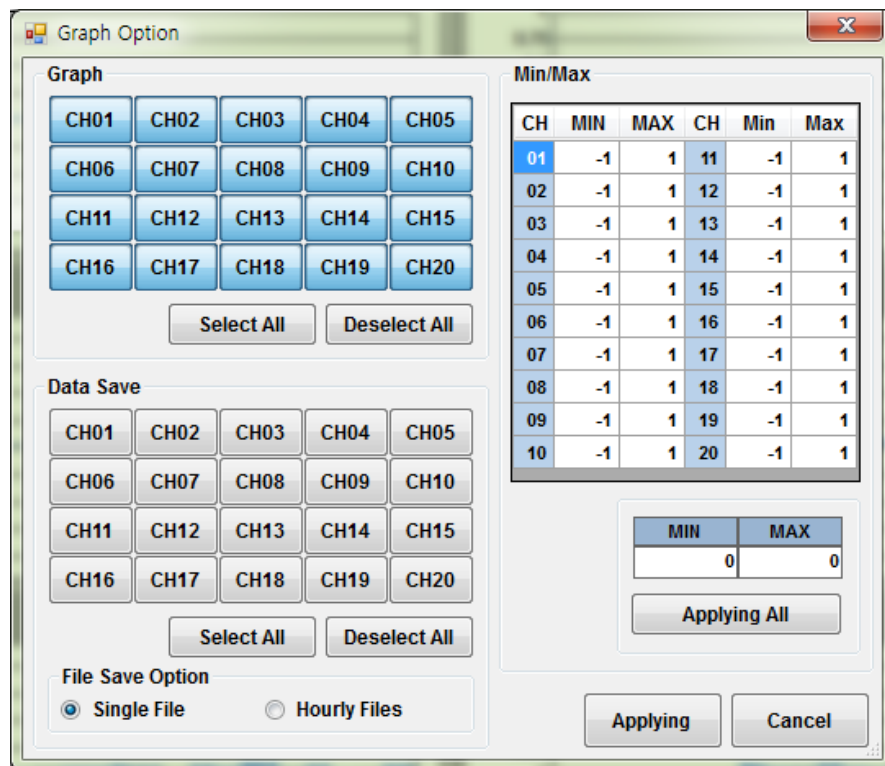 Graph Option
Graph
CH01 CH02 CH03 CH04 CH05
CH06 CH07 CH08 CH09 CH10
CH11 CH12 CH13 CH14 CH15
CH16 CH17 CH18 CH19 CH20
Select All Deselect All
Data Save
CH01 CH02 CH03 CH04 CH05
CH06 CH07 CH08 CH09 CH10
CH11 CH12 CH13 CH14 CH15
CH16 CH17 CH18 CH19 CH20
Select All Deselect All
File Save Option
Single File Hourly Files
Min/Max
CH MIN MAX CH Min Max
01 -1 1 11 -1 1
02 -1 1 12 -1 1
03 -1 1 13 -1 1
04 -1 1 14 -1 1
05 -1 1 15 -1 1
06 -1 1 16 -1 1
07 -1 1 17 -1 1
08 -1 1 18 -1 1
09 -1 1 19 -1 1
10 -1 1 20 -1 1
MIN MAX
0 0
Applying All
Applying Cancel